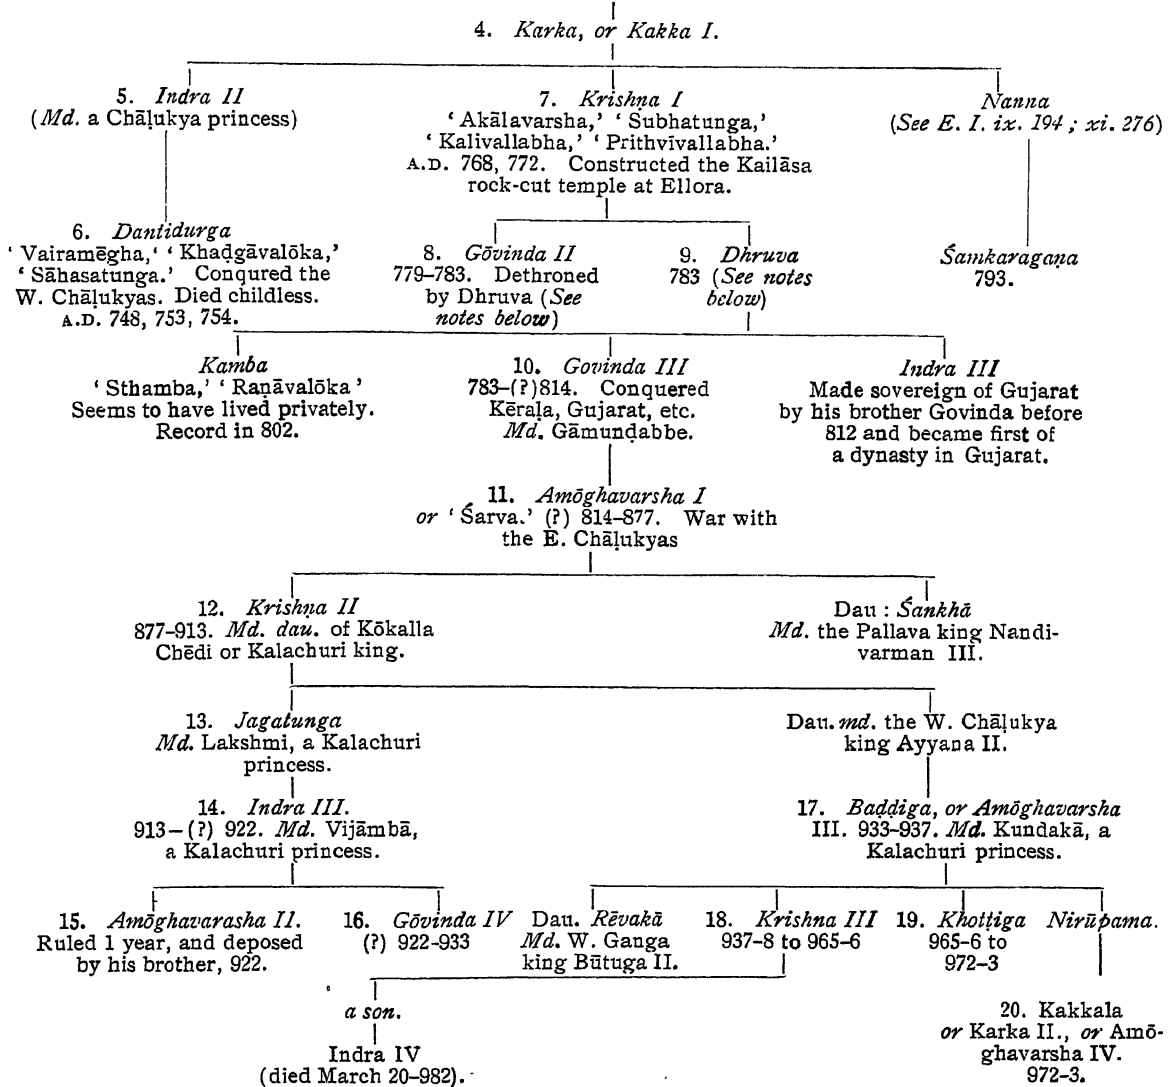 4. Karka, or Kakka I.
5. Indra II
(Md. a Chāḷukya princess)
7. Krishṇa I
‘ Akālavarsha,’ ‘ Subhatunga,’
‘ Kalivallabha,’ ‘ Prithvīvallabha.’
A.D. 768, 772. Constructed the Kailāsa
rock-cut temple at Ellora.
Nanna
(See E. I. ix. 194 ; xi. 276)
6. Dantidurga
‘ Vairamēgha,‘ ‘ Khaḍgāvalōka,’
‘ Sāhasatunga.’ Conqured the
W. Chāḷukyas. Died childless.
A.D. 748, 753, 754.
8. Gōvinda II
779–783. Dethroned
by Dhruva (See
notes below)
9. Dhruva
783 (See notes
below)
Śaṁkaragaṇa
793.
Kamba
‘ Sthamba,’ ‘ Raṇāvalōka ’
Seems to have lived privately.
Record in 802.
10. Govinda III
783–(?)814. Conquered
Kēraḷa, Gujarat, etc.
Md. Gāmuṇḍabbe.
Indra III
Made sovereign of Gujarat
by his brother Govinda before
812 and became first of
a dynasty in Gujarat.
11. Amōghavarsha I
or ‘ Śarva.’ (?) 814–877. War with
the E. Chāḷukyas
12. Krishṇa II
877–913. Md. dau. of Kōkalla
Chēdi or Kalachuri king.
Dau : Śankhā
Md. the Pallava king Nandi-
varman III.
13. Jagatunga
Md. Lakshmi, a Kalachuri
princess.
Dau. md. the W. Chāḷukya
king Ayyana II.
14. Indra III.
913–(?) 922. Md. Vijāmbā,
a Kalachuri princess.
17. Baḍḍiga, or Amōghavarsha
III. 933–937. Md. Kundakā, a
Kalachuri princess.
15. Amōghavarasha II.
Ruled 1 year, and deposed
by his brother, 922.
16. Gōvinda IV
(?) 922-933
Dau. Rēvakā
Md. W. Ganga
king Būtuga II.
18. Krishna III
937–8 to 965–6
19. Khoṭṭiga
965–6 to
972–3
Nirūpama.
a son.
Indra IV
(died March 20–982).
20. Kakkala
or Karka II., or Amō-
ghavarsha IV.
972–3.